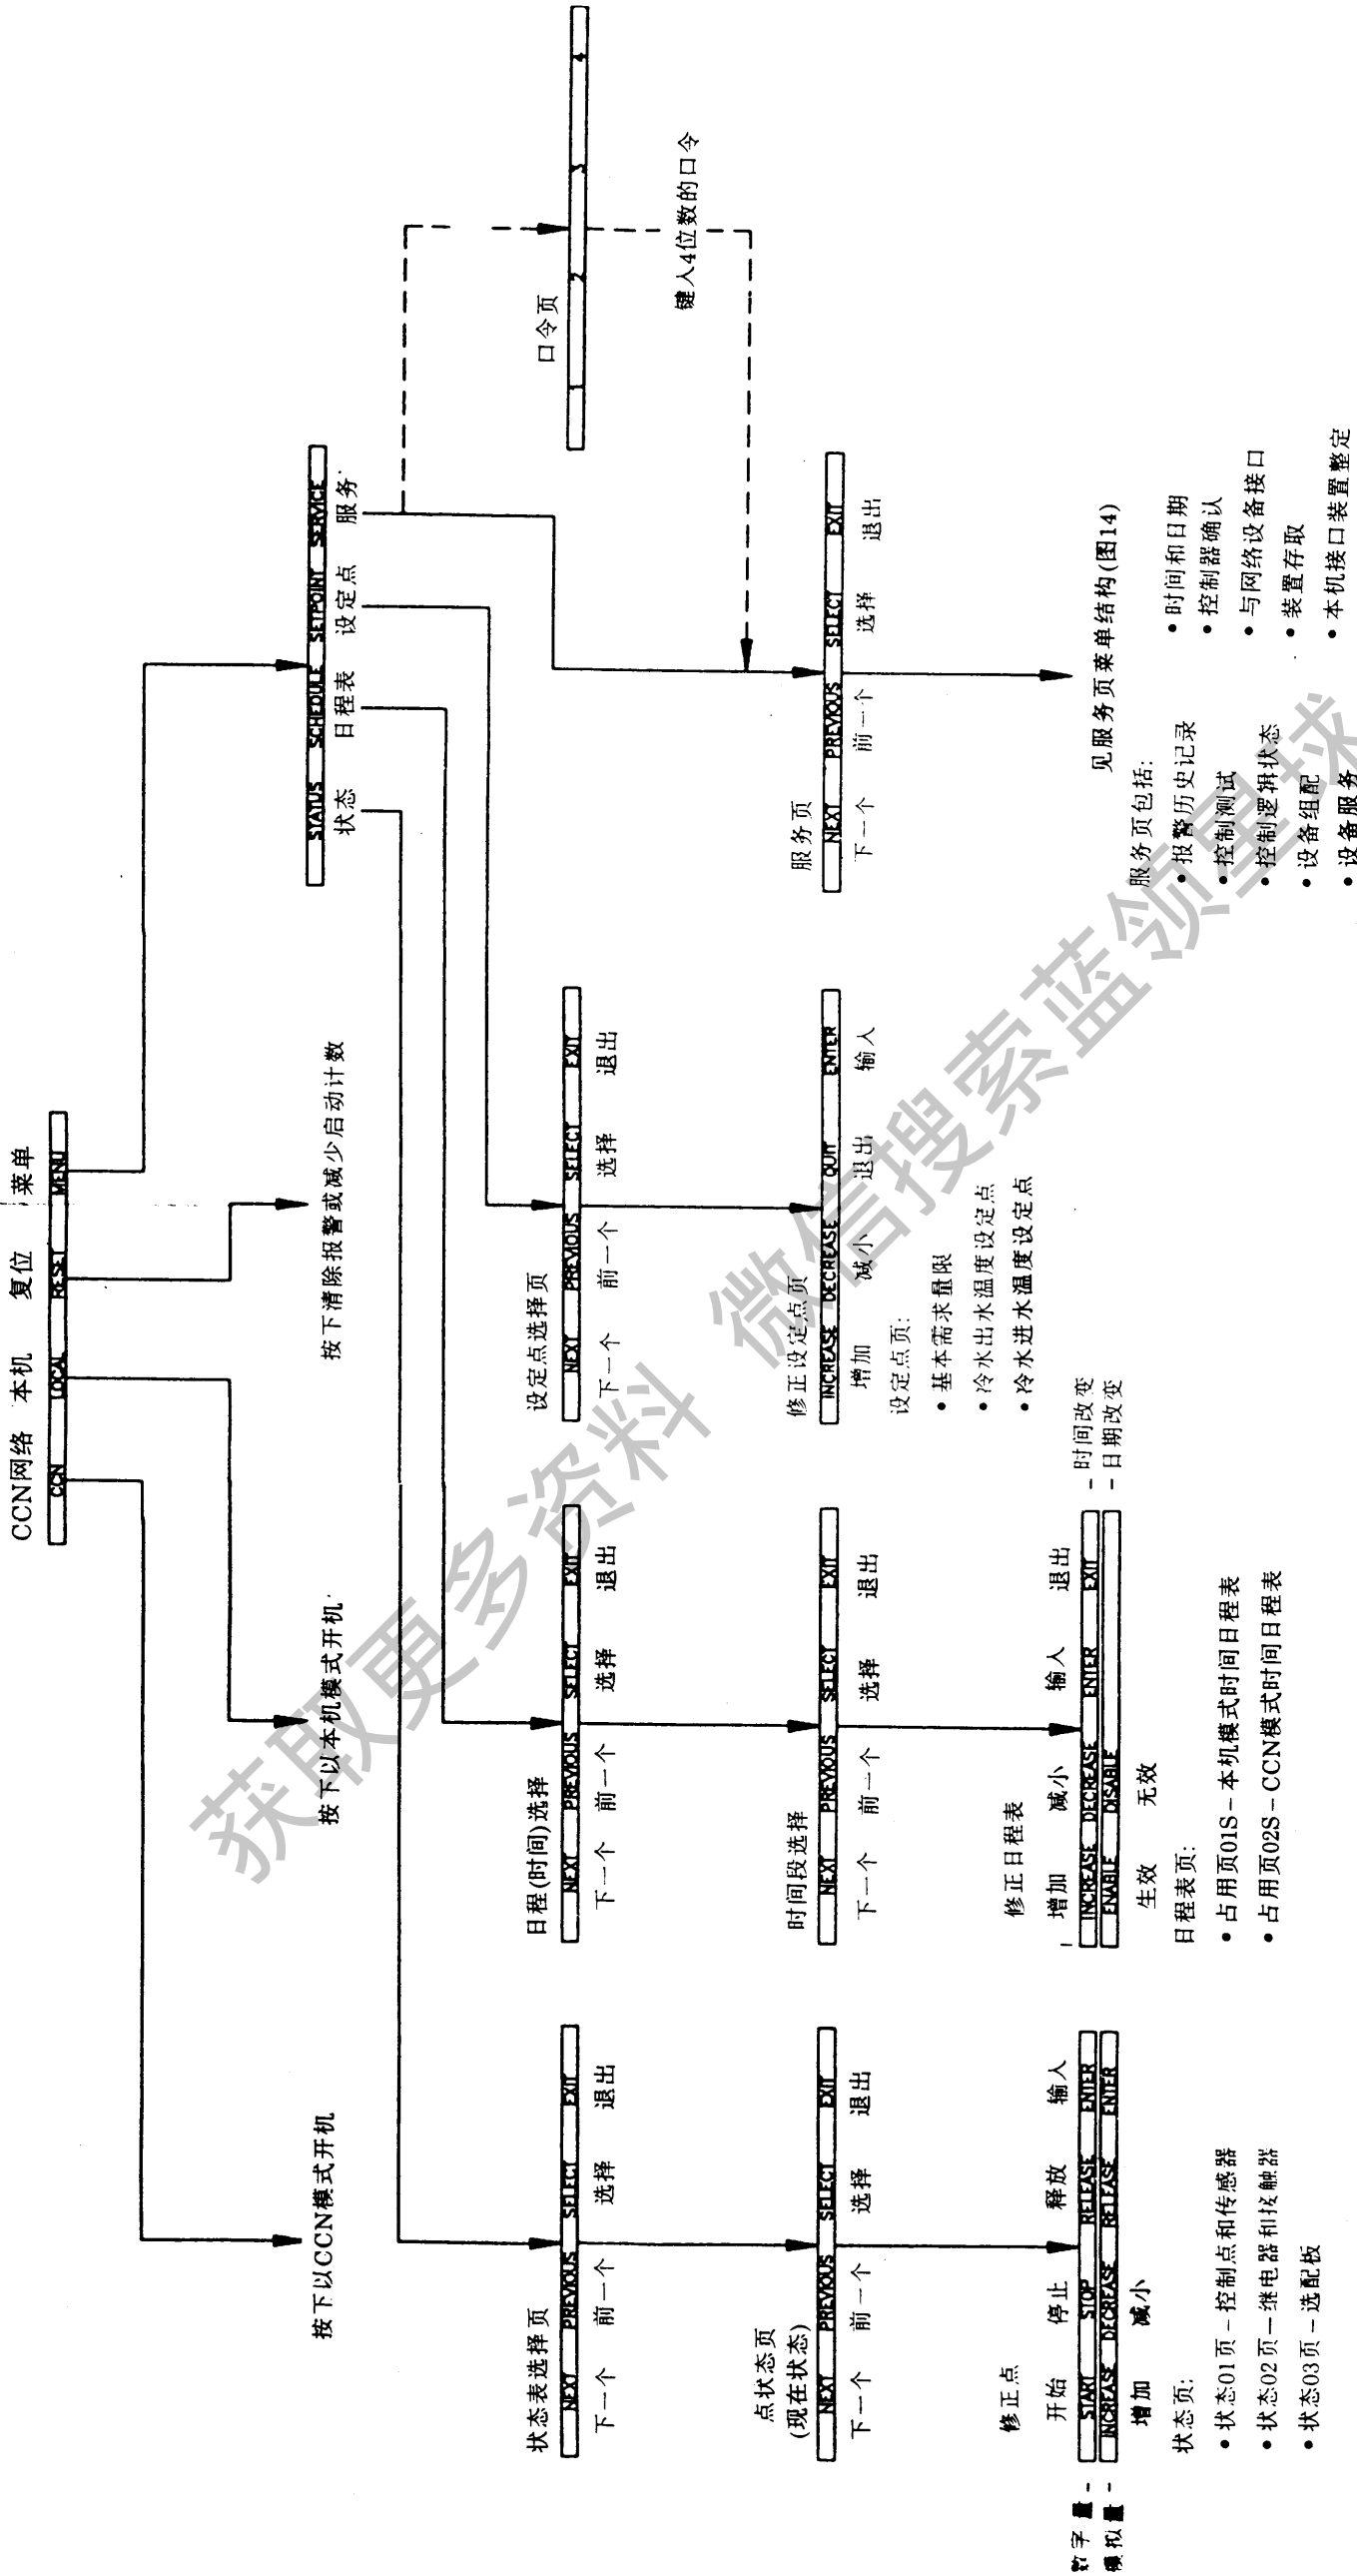 CCN网络 本机 复位 菜单
CCN LOCAL RESET MENU
按下以CCN模式开机
按下以本机模式开机
按下清除报警或减少启动计数
STATUS SCHEDULE SETPOINT SERVICE
状态 日程表 设定点 服务
状态表选择页
NEXT PREVIOUS SELECT EXIT
下一个 前一个 选择 退出
日程(时间)选择
NEXT PREVIOUS SELECT EXIT
下一个 前一个 选择 退出
设定点选择页
NEXT PREVIOUS SELECT EXIT
下一个 前一个 选择 退出
口令页
1 2 3 4
键人4位数的口令
点状态页
(现在状态)
NEXT PREVIOUS SELECT EXIT
下一个 前一个 选择 退出
时间段选择
NEXT PREVIOUS SELECT EXIT
下一个 前一个 选择 退出
修正设定点页
INCREASE DECREASE QUIT ENTER
增加 减小 退出 输人
设定点页:
• 基本需求量限
• 冷水出水温度设定点
• 冷水进水温度设定点
服务页
NEXT PREVIOUS SELECT EXIT
下一个 前一个 选择 退出
修正点
开始 停止 释放 输人
数字量 - START STOP RELEASE ENTER
模拟量 - INCREASE DECREASE RELEASE ENTER
增加 减小
状态页:
• 状态01页－控制点和传感器
• 状态02页－继电器和接触器
• 状态03页－选配板
修正日程表
增加 减小 输人 退出
INCREASE DECREASE ENTER EXIT - 时间改变
ENABLE DISABLE - 日期改变
生效 无效
日程表页:
• 占用页01S－本机模式时间日程表
• 占用页02S－CCN模式时间日程表
见服务页菜单结构(图14)
服务页包括:
• 报警历史记录
• 控制测试
• 控制逻辑状态
• 设备组配
• 设备服务
• 时间和日期
• 控制器确认
• 与网络设备接口
• 装置存取
• 本机接口装置整定
获取更多资料 微信搜索蓝领星球